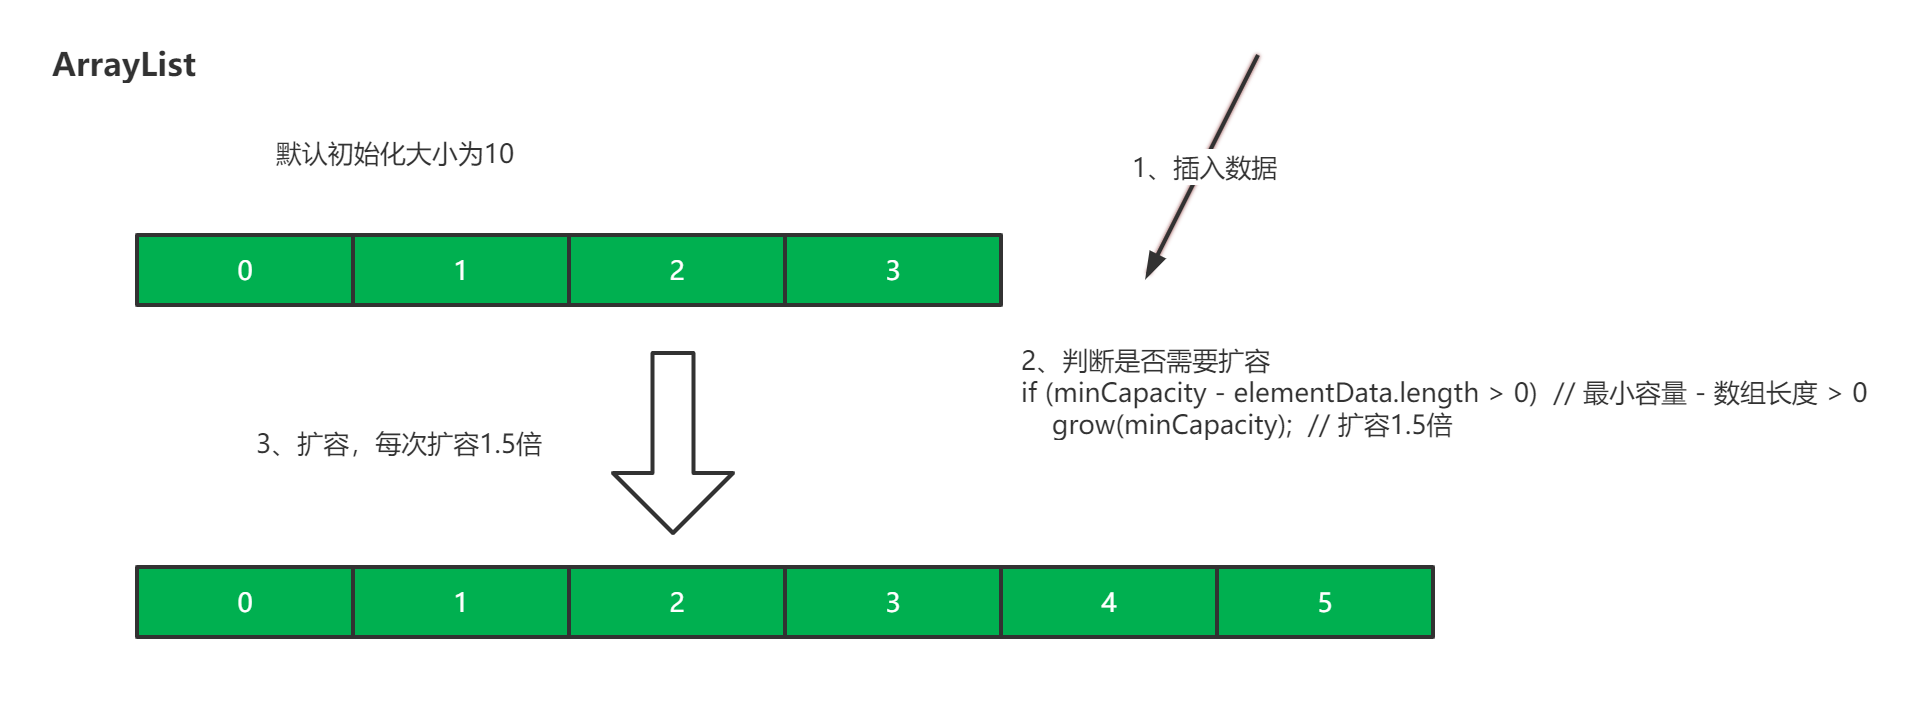 ArrayList
默认初始化大小为10
1、插入数据
0 1 2 3
2、判断是否需要扩容
if (minCapacity - elementData.length > 0)  // 最小容量 - 数组长度 > 0
grow(minCapacity);  // 扩容1.5倍
3、扩容，每次扩容1.5倍
0 1 2 3 4 5